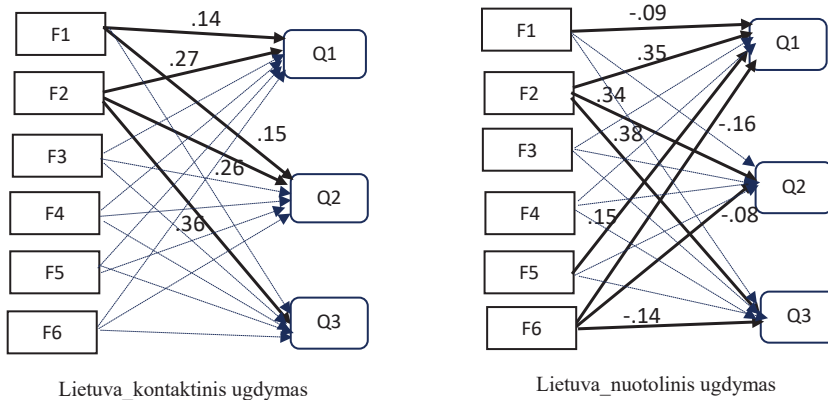 F1
F2
F3
F4
F5
F6
.14
.27
.15
.26
.36
Q1
Q2
Q3
Lietuva_kontaktinis ugdymas
F1
F2
F3
F4
F5
F6
-.09
.35
.34
.38
-.16
.15
-.08
-.14
Q1
Q2
Q3
Lietuva_nuotolinis ugdymas